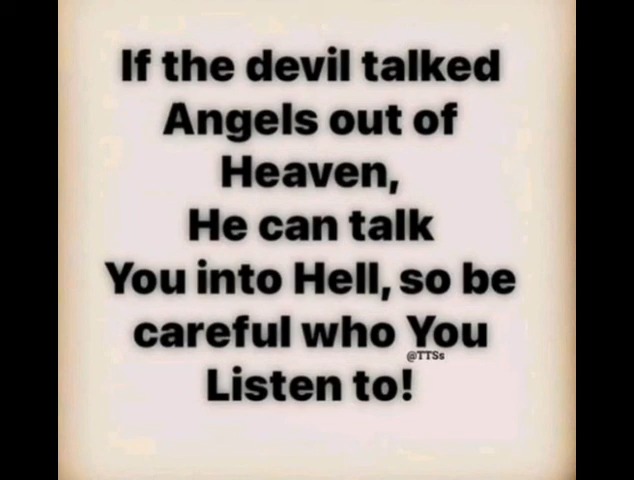 If the devil talked
Angels out of
Heaven,
He can talk
You into Hell, so be
careful who You
@TTSs
Listen to!